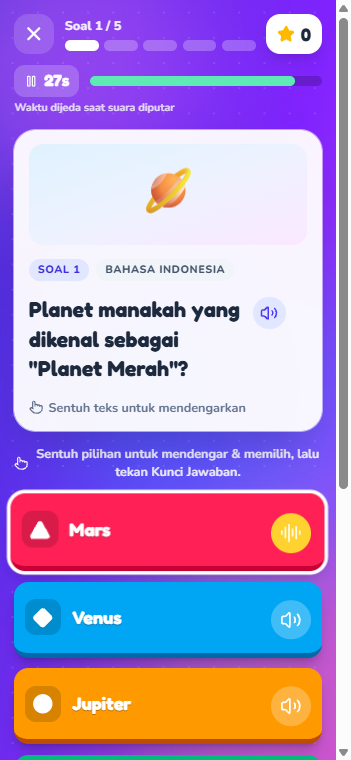 Soal 1 / 5
0
27s
Waktu dijeda saat suara diputar
SOAL 1
BAHASA INDONESIA
Planet manakah yang
dikenal sebagai
"Planet Merah"?
Sentuh teks untuk mendengarkan
Sentuh pilihan untuk mendengar & memilih, lalu
tekan Kunci Jawaban.
Mars
Venus
Jupiter